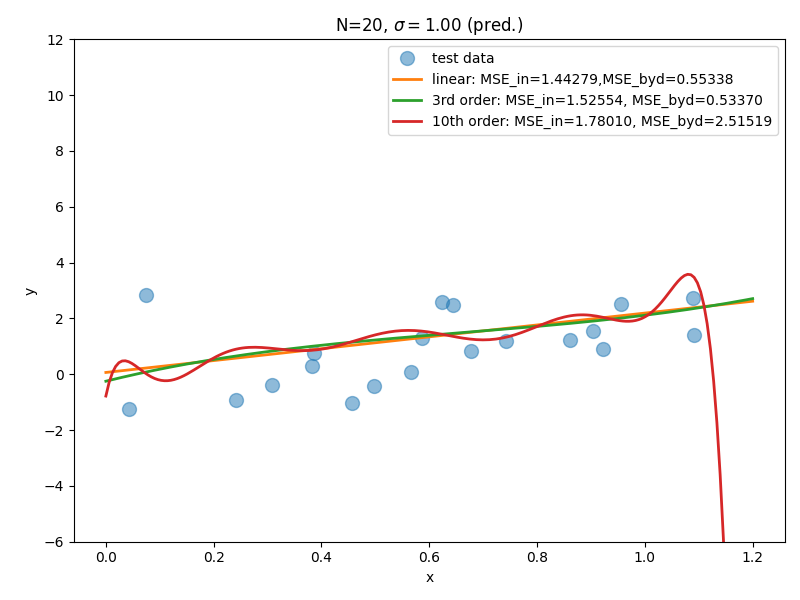 N=20, σ = 1.00 (pred.)
test data
linear: MSE_in=1.44279,MSE_byd=0.55338
3rd order: MSE_in=1.52554, MSE_byd=0.53370
10th order: MSE_in=1.78010, MSE_byd=2.51519
12
10
8
6
4
2
0
−2
−4
−6
y
0.0 0.2 0.4 0.6 0.8 1.0 1.2
x